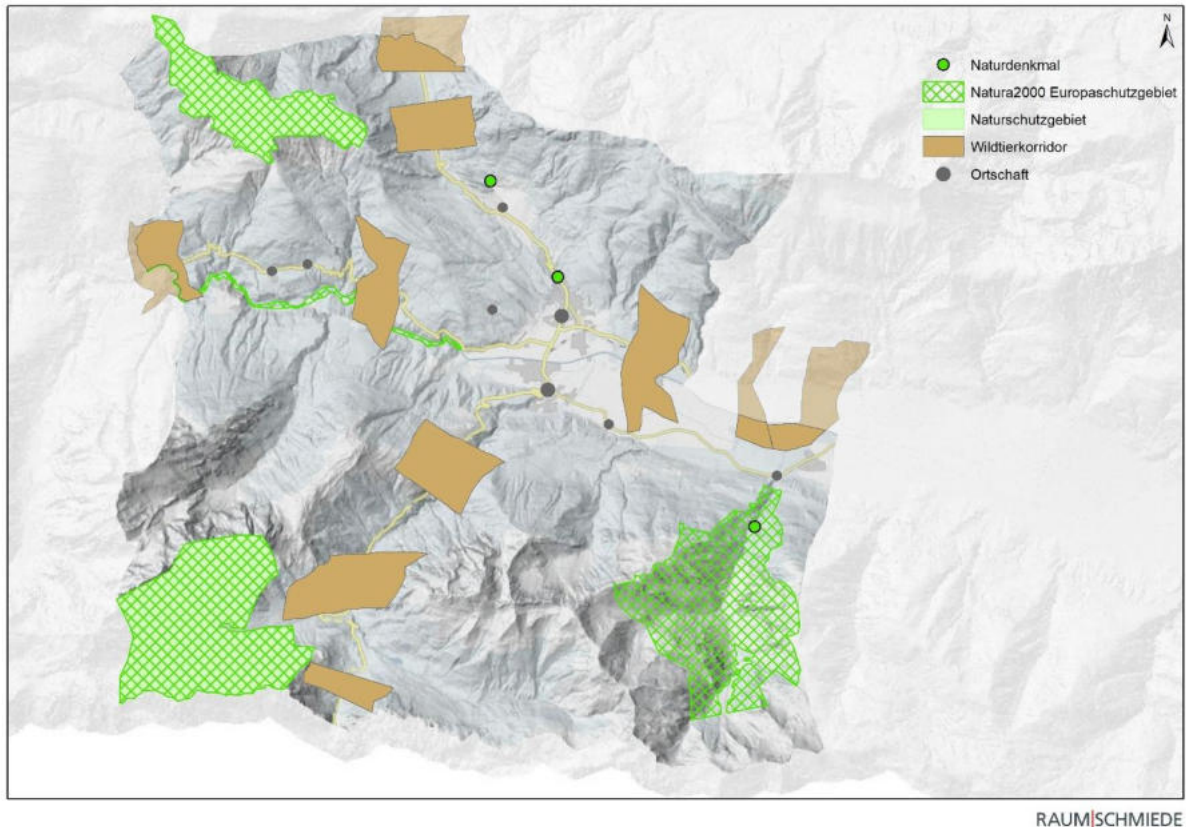 N
Naturdenkmal
Natura2000 Europaschutzgebiet
Naturschutzgebiet
Wildtierkorridor
Ortschaft
RAUM|SCHMIEDE